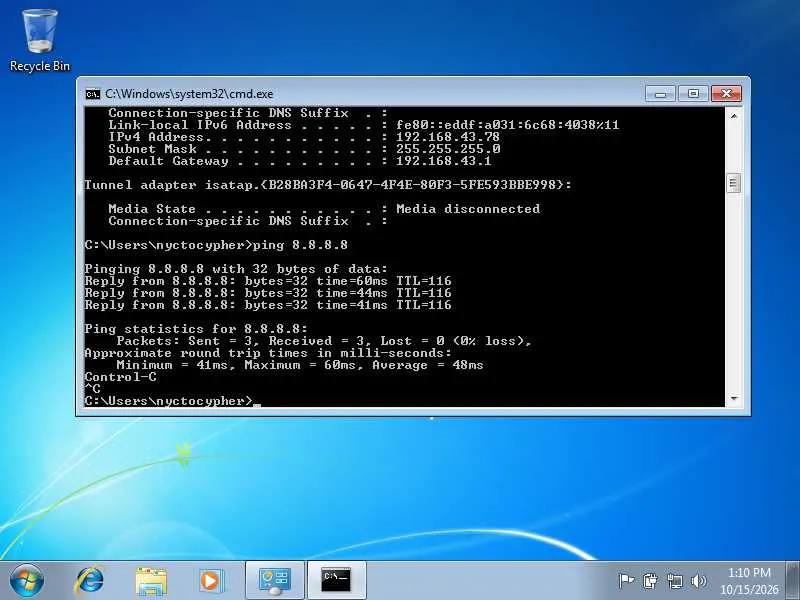 Recycle Bin
C:\Windows\system32\cmd.exe
Connection-specific DNS Suffix . :
Link-local IPv6 Address . . . . . : fe80::eddf:a031:6c68:4038%11
IPv4 Address. . . . . . . . . . . : 192.168.43.78
Subnet Mask . . . . . . . . . . . : 255.255.255.0
Default Gateway . . . . . . . . . : 192.168.43.1
Tunnel adapter isatap.{B28BA3F4-0647-4F4E-80F3-5FE593BBE998}:
Media State . . . . . . . . . . . : Media disconnected
Connection-specific DNS Suffix . :
C:\Users\nyctocypher>ping 8.8.8.8
Pinging 8.8.8.8 with 32 bytes of data:
Reply from 8.8.8.8: bytes=32 time=60ms TTL=116
Reply from 8.8.8.8: bytes=32 time=44ms TTL=116
Reply from 8.8.8.8: bytes=32 time=41ms TTL=116
Ping statistics for 8.8.8.8:
Packets: Sent = 3, Received = 3, Lost = 0 (0% loss),
Approximate round trip times in milli-seconds:
Minimum = 41ms, Maximum = 60ms, Average = 48ms
Control-C
^C
C:\Users\nyctocypher>_
1:10 PM
10/15/2026